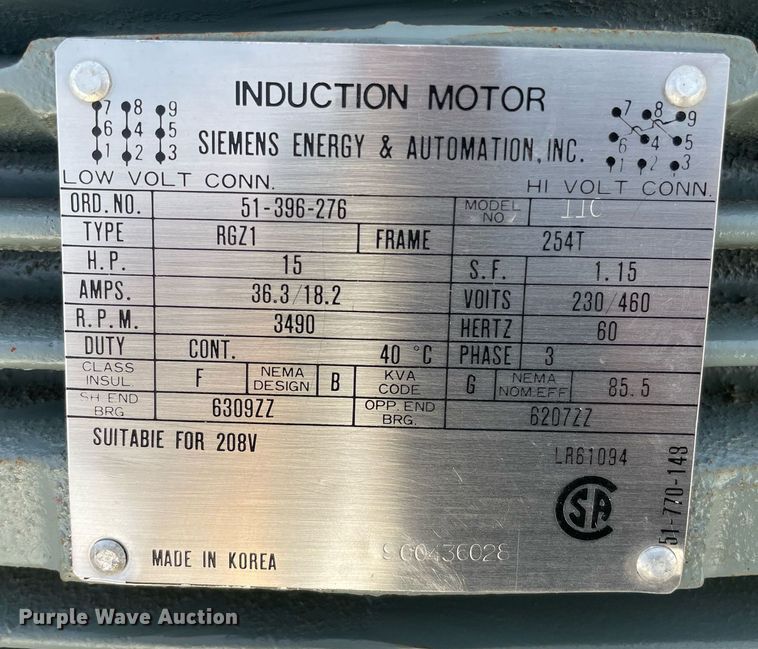 INDUCTION MOTOR
SIEMENS ENERGY & AUTOMATION, INC.
7 8 9
6 4 5
1 2 3
LOW VOLT CONN.
7 8 9
6 4 5
1 2 3
HI VOLT CONN.
ORD. NO. 51-396-276 MODEL NO. 110
TYPE RGZ1 FRAME 254T
H.P. 15 S.F. 1.15
AMPS. 36.3/18.2 VOITS 230/460
R.P.M. 3490 HERTZ 60
DUTY CONT. 40 °C PHASE 3
CLASS INSUL F NEMA DESIGN B KVA CODE G NEMA NOM.EFF 85.5
SH END BRG. 6309ZZ OPP. END BRG. 6207ZZ
SUITABIE FOR 208V
LR61094
SA
51-770-148
MADE IN KOREA
Purple Wave Auction